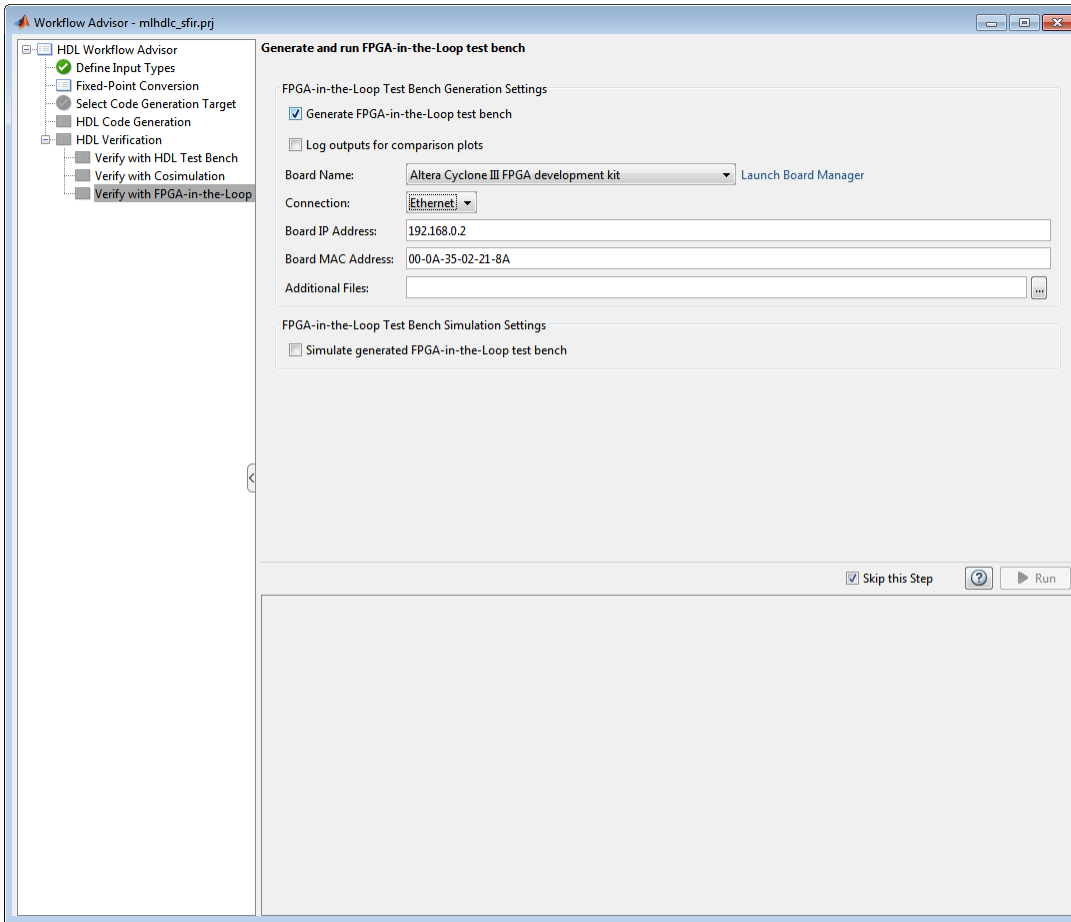 Workflow Advisor - mlhdlc_sfir.prj
HDL Workflow Advisor
Define Input Types
Fixed-Point Conversion
Select Code Generation Target
HDL Code Generation
HDL Verification
Verify with HDL Test Bench
Verify with Cosimulation
Verify with FPGA-in-the-Loop
Generate and run FPGA-in-the-Loop test bench
FPGA-in-the-Loop Test Bench Generation Settings
Generate FPGA-in-the-Loop test bench
Log outputs for comparison plots
Board Name: Altera Cyclone III FPGA development kit Launch Board Manager
Connection: Ethernet
Board IP Address: 192.168.0.2
Board MAC Address: 00-0A-35-02-21-8A
Additional Files: ...
FPGA-in-the-Loop Test Bench Simulation Settings
Simulate generated FPGA-in-the-Loop test bench
Skip this Step ? Run